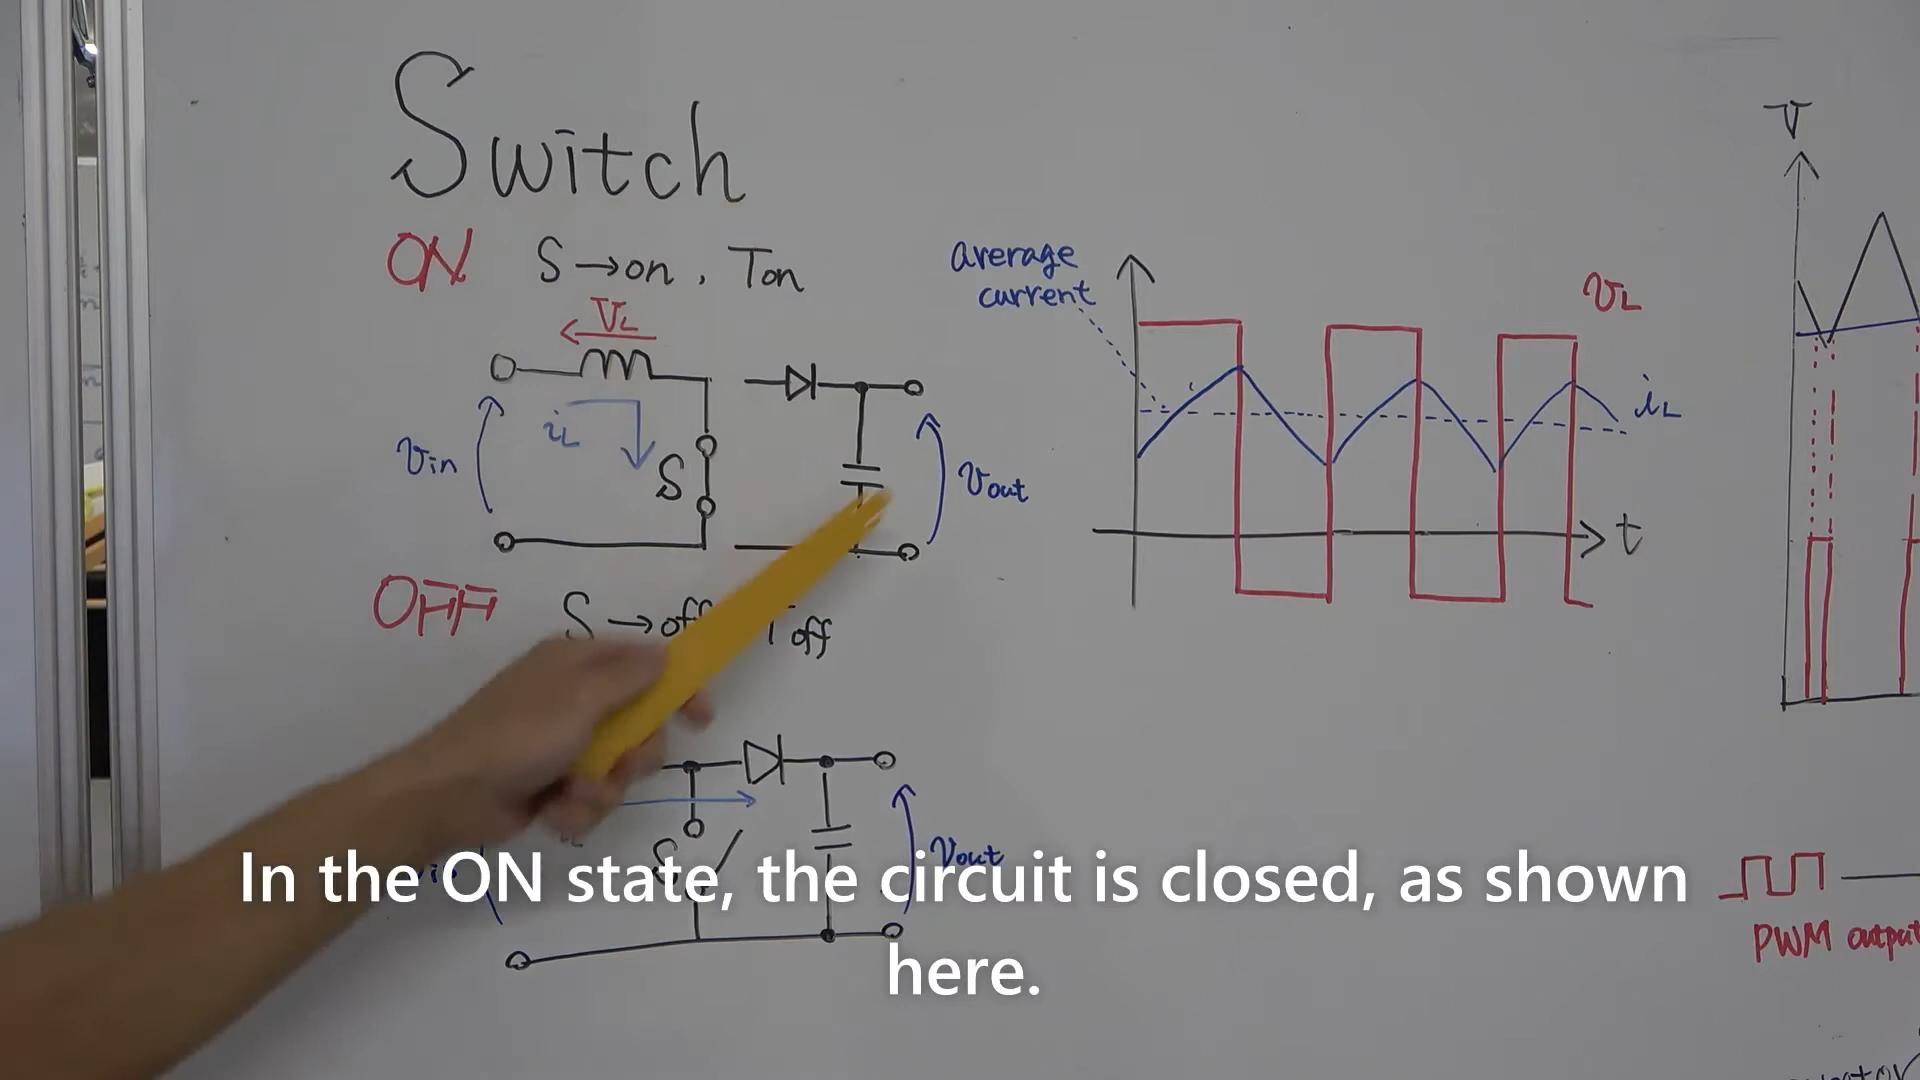 Switch
ON S→on, Ton
VL
iL
S
Vin
Vout
OFF S→off
Toff
Vout
average
current
VL
iL
t
V
PWM output
In the ON state, the circuit is closed, as shown
here.